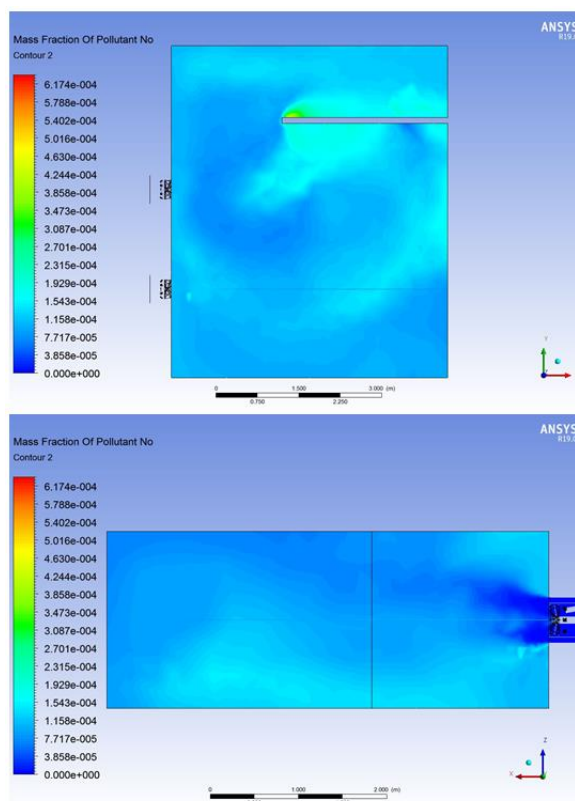 ANSYS
R19.0
Mass Fraction Of Pollutant No
Contour 2
6.174e-004
5.788e-004
5.402e-004
5.016e-004
4.630e-004
4.244e-004
3.858e-004
3.473e-004
3.087e-004
2.701e-004
2.315e-004
1.929e-004
1.543e-004
1.158e-004
7.717e-005
3.858e-005
0.000e+000
Y
0 1.500 3.000 (m)
0.750 2.250
ANSYS
R19.0
Mass Fraction Of Pollutant No
Contour 2
6.174e-004
5.788e-004
5.402e-004
5.016e-004
4.630e-004
4.244e-004
3.858e-004
3.473e-004
3.087e-004
2.701e-004
2.315e-004
1.929e-004
1.543e-004
1.158e-004
7.717e-005
3.858e-005
0.000e+000
Z
X
0 1.000 2.000 (m)